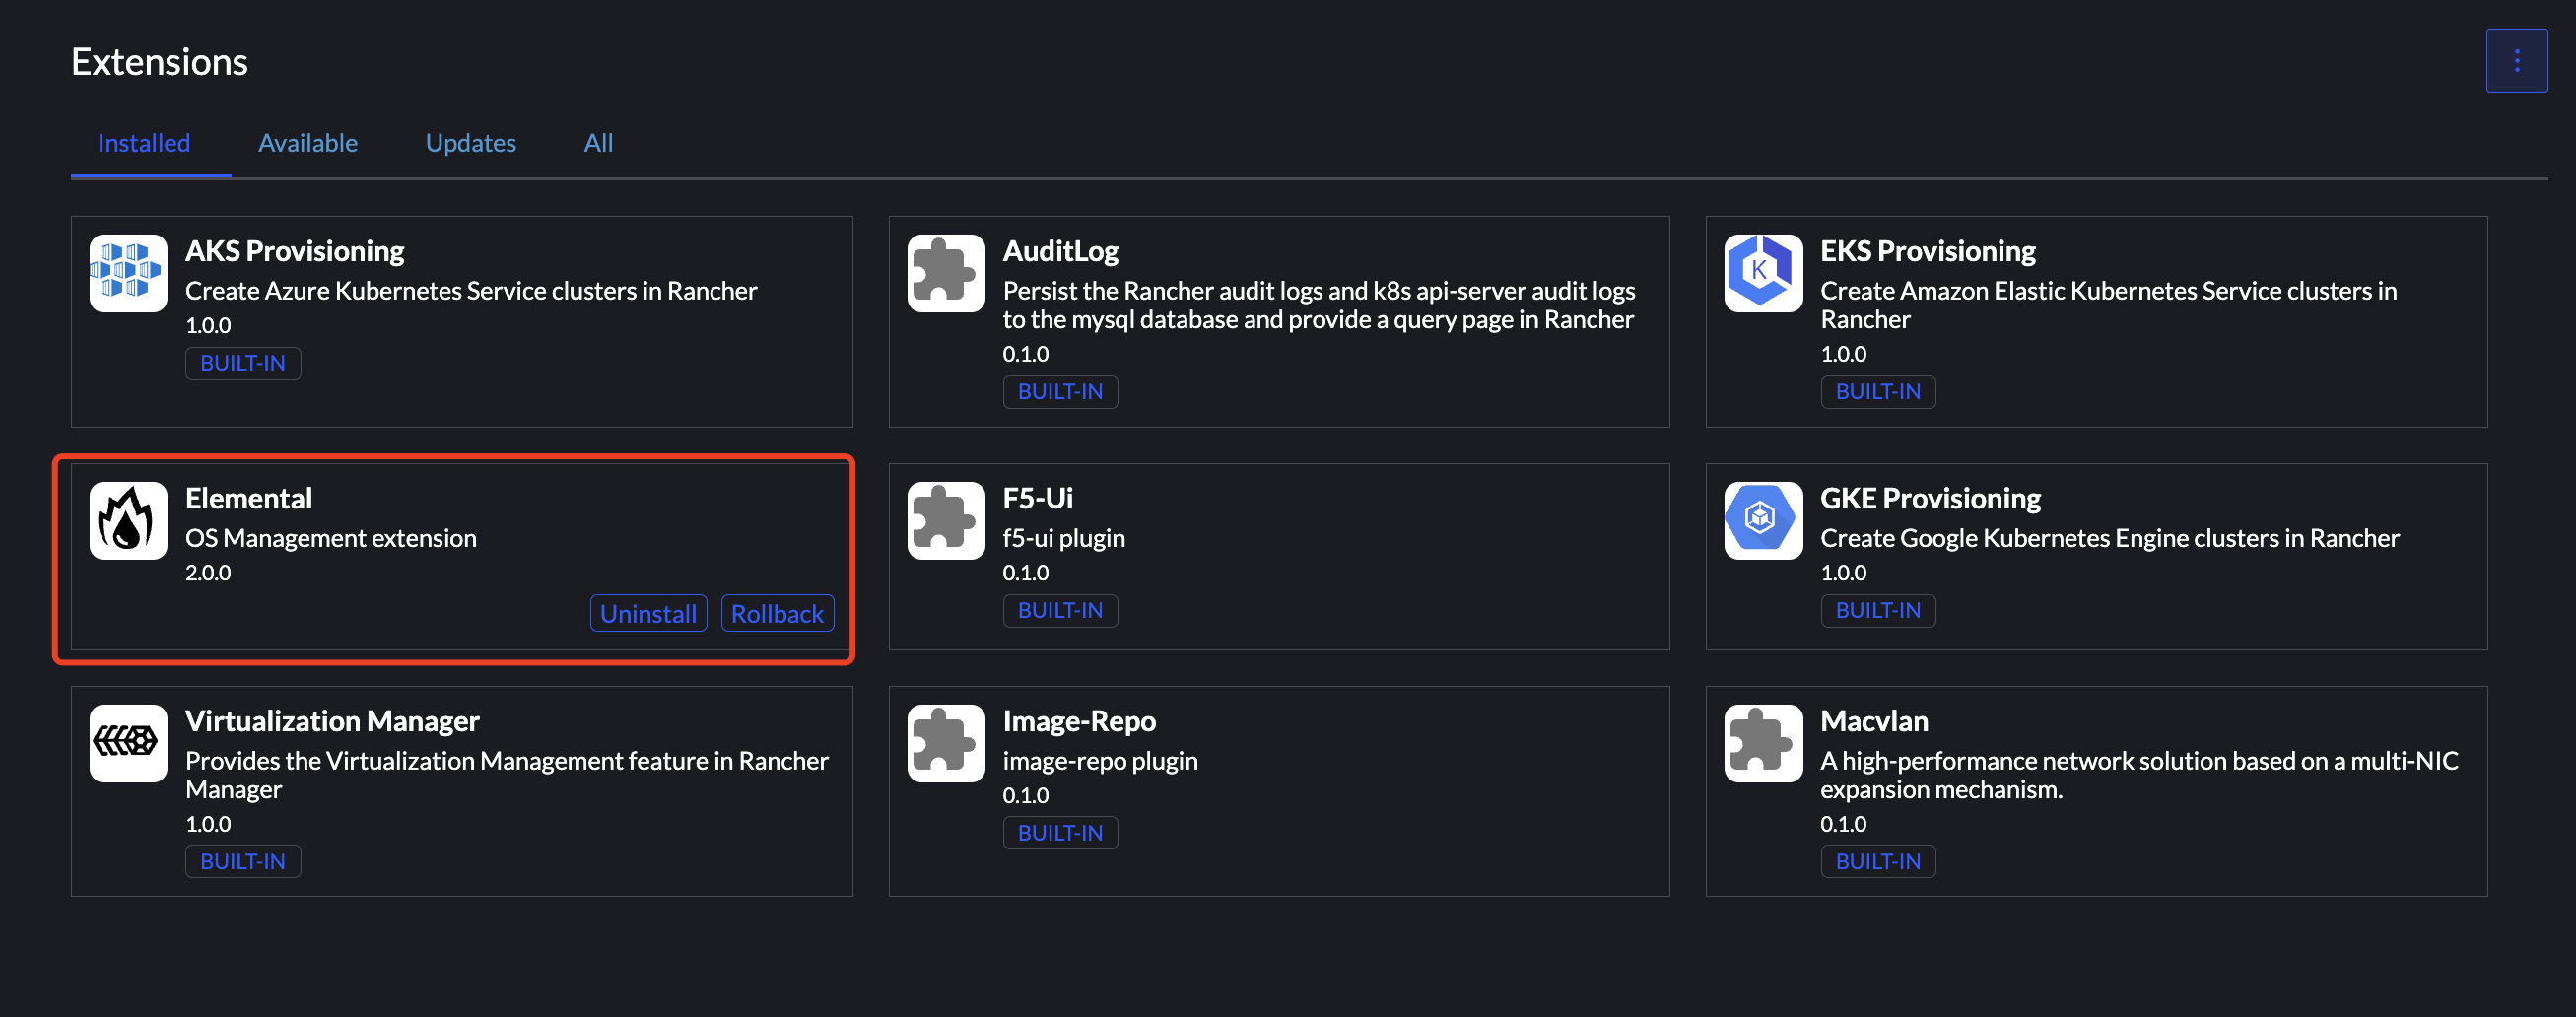 Extensions
Installed
Available
Updates
All
AKS Provisioning
Create Azure Kubernetes Service clusters in Rancher
1.0.0
BUILT-IN
AuditLog
Persist the Rancher audit logs and k8s api-server audit logs
to the mysql database and provide a query page in Rancher
0.1.0
BUILT-IN
K
EKS Provisioning
Create Amazon Elastic Kubernetes Service clusters in
Rancher
1.0.0
BUILT-IN
Elemental
OS Management extension
2.0.0
Uninstall
Rollback
F5-Ui
f5-ui plugin
0.1.0
BUILT-IN
GKE Provisioning
Create Google Kubernetes Engine clusters in Rancher
1.0.0
BUILT-IN
Virtualization Manager
Provides the Virtualization Management feature in Rancher
Manager
1.0.0
BUILT-IN
Image-Repo
image-repo plugin
0.1.0
BUILT-IN
Macvlan
A high-performance network solution based on a multi-NIC
expansion mechanism.
0.1.0
BUILT-IN